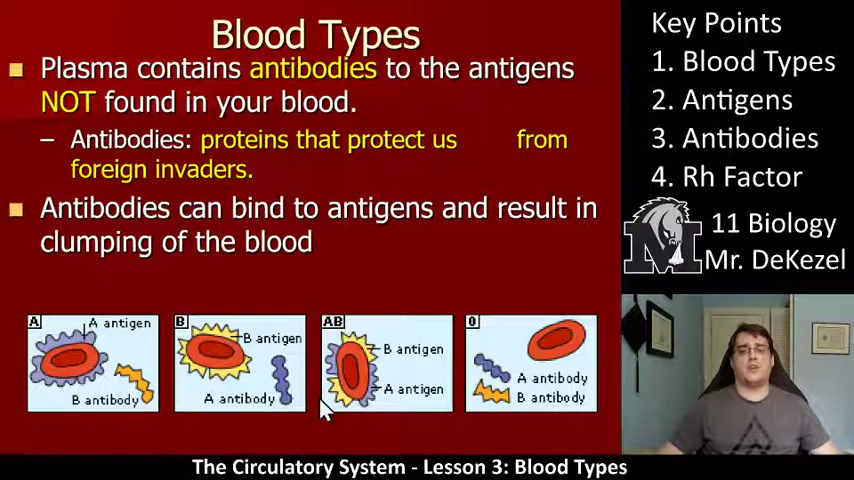 Blood Types
Plasma contains antibodies to the antigens
NOT found in your blood.
– Antibodies: proteins that protect us from
foreign invaders.
Antibodies can bind to antigens and result in
clumping of the blood
A
A antigen
B antibody
B
B antigen
A antibody
AB
B antigen
A antigen
0
A antibody
B antibody
Key Points
1. Blood Types
2. Antigens
3. Antibodies
4. Rh Factor
M
11 Biology
Mr. DeKezel
The Circulatory System - Lesson 3: Blood Types